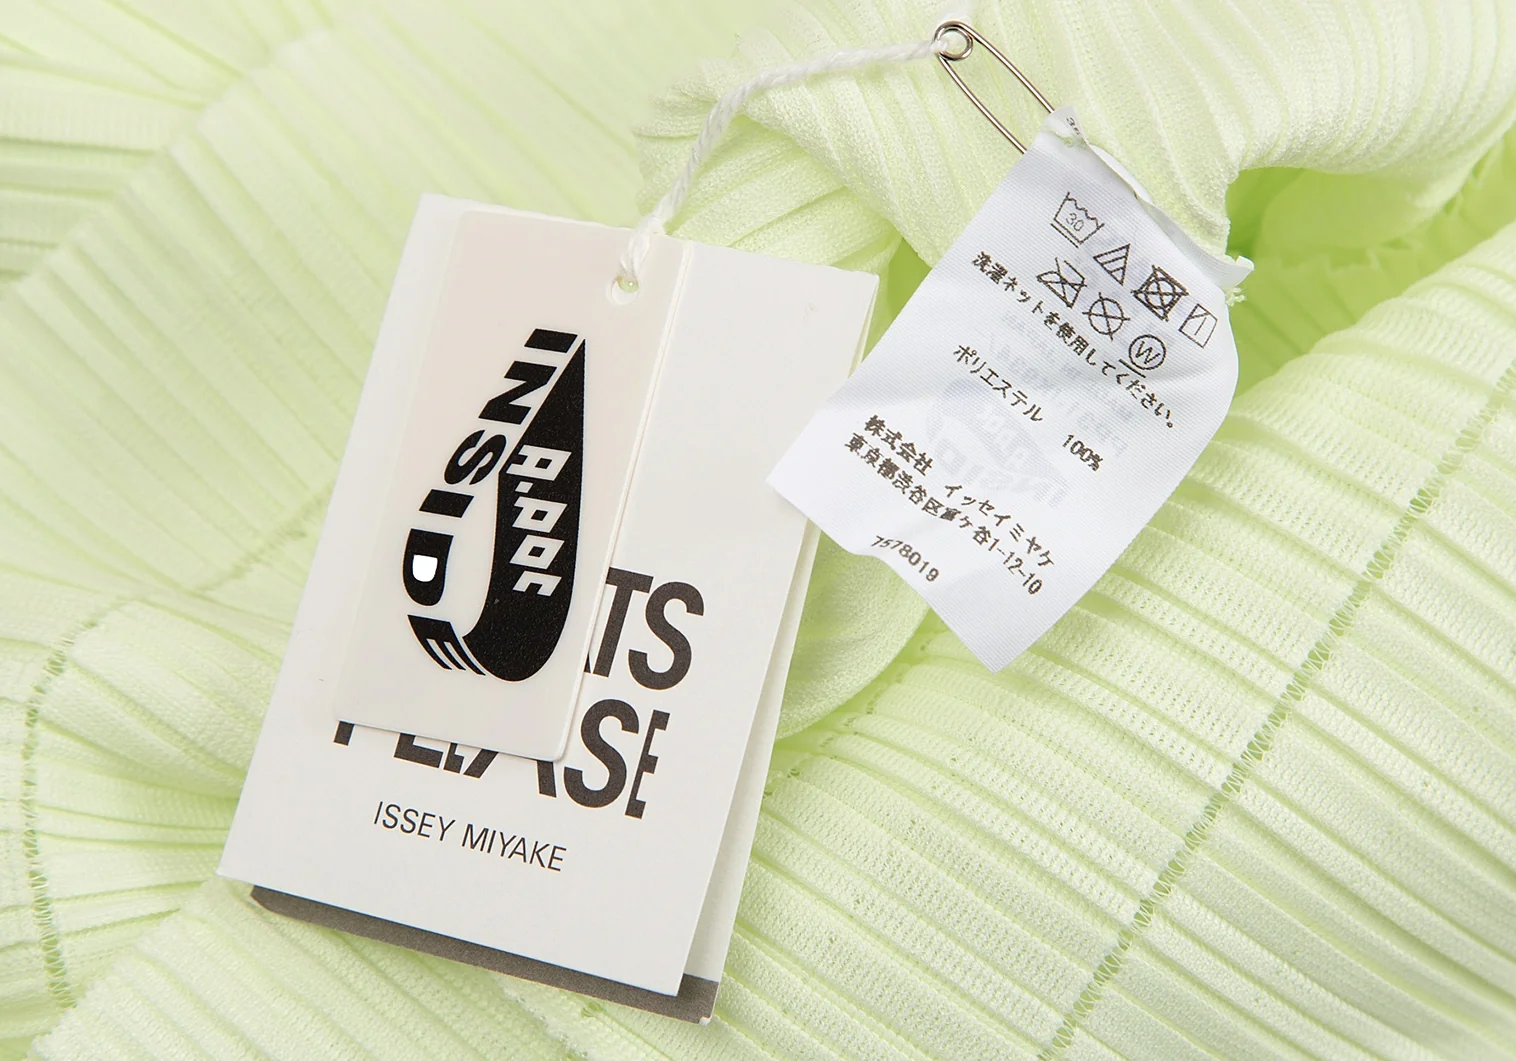 INSIDE
A-POC
ATS
PLEASE
ISSEY MIYAKE
30
W
洗濯ネットを使用してください。
ポリエステル 100%
株式会社 イッセイミヤケ
東京都渋谷区富ヶ谷1-12-10
7578019